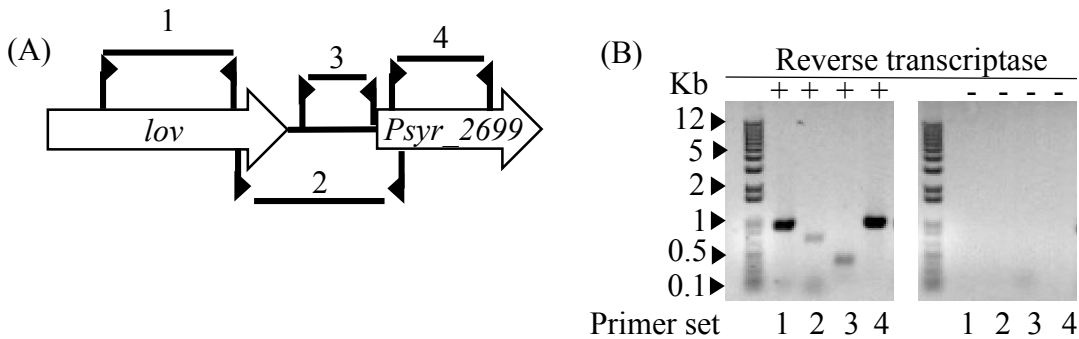 (A)
1
3
4
lov
Psyr_2699
2
(B)
Reverse transcriptase
Kb
+ + + +
- - - -
12
5
2
1
0.5
0.1
Primer set
1 2 3 4
1 2 3 4